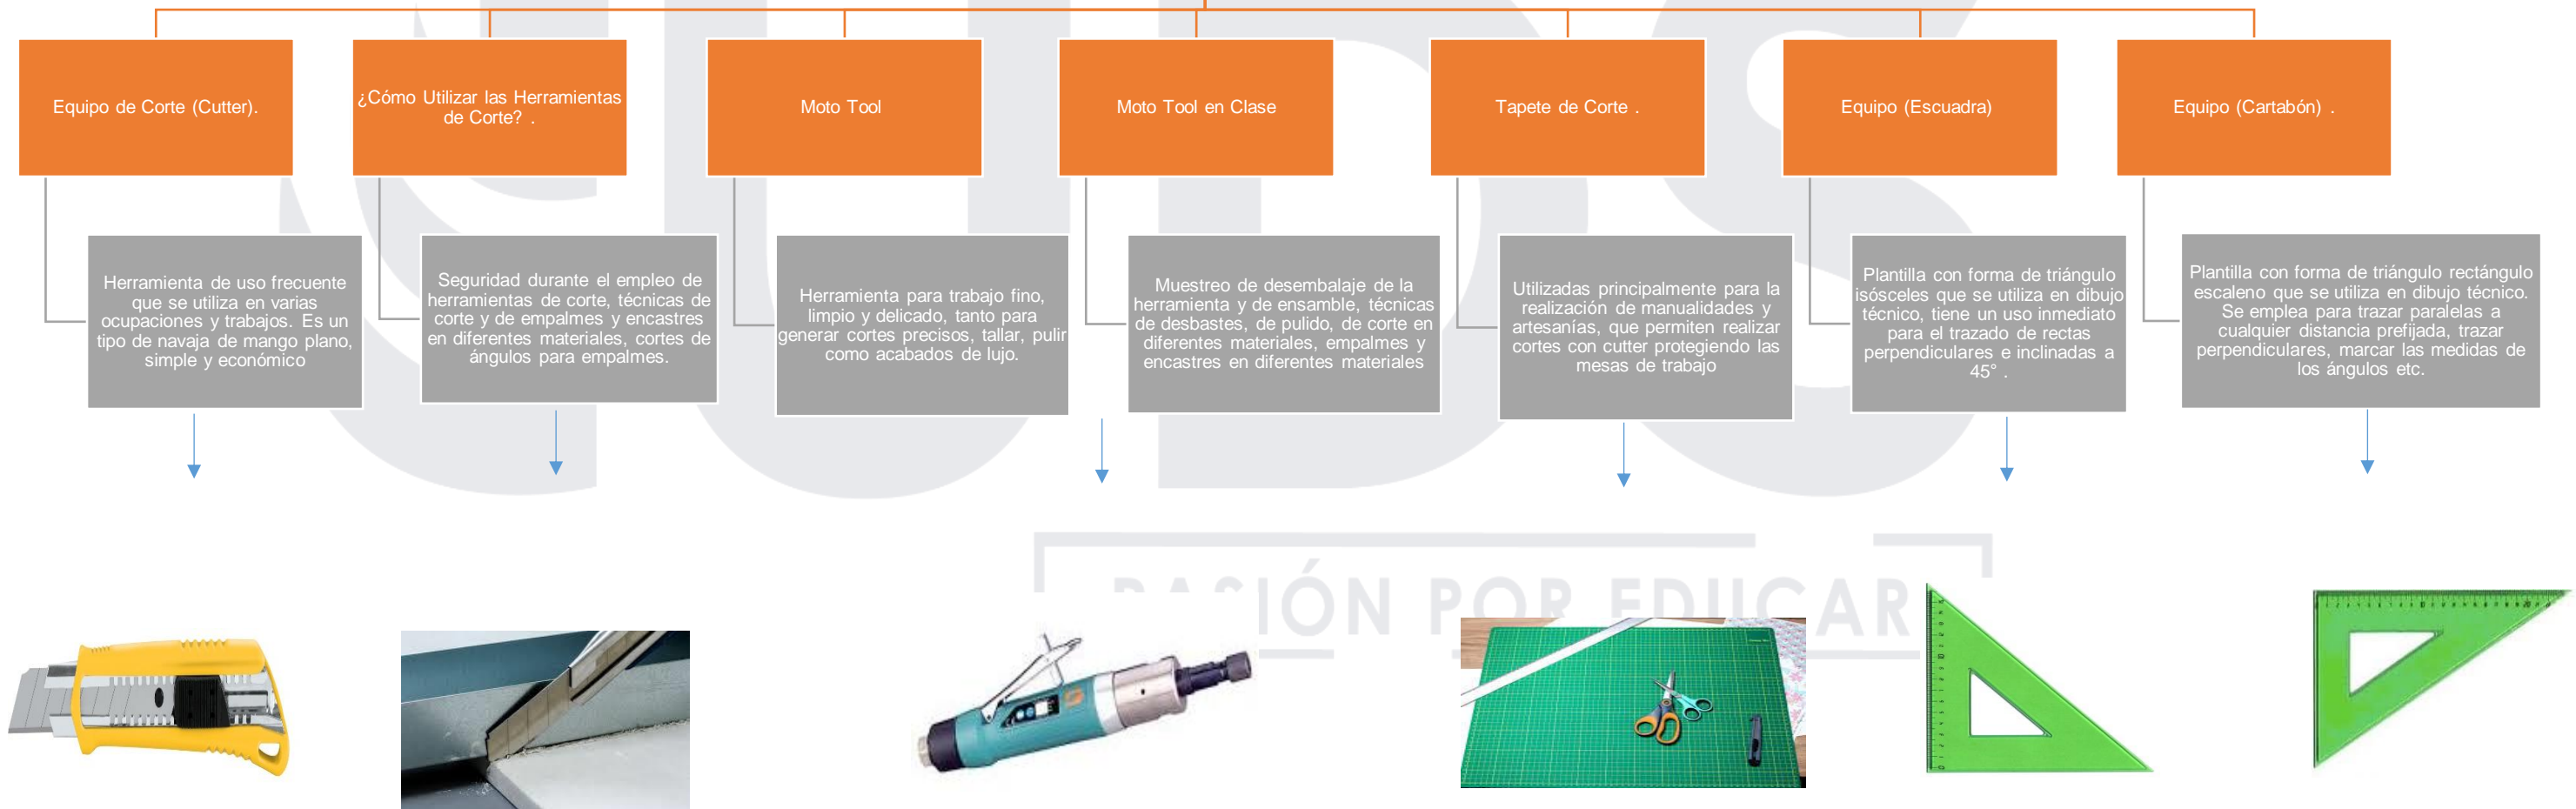 Equipo de Corte (Cutter).
¿Cómo Utilizar las Herramientas
de Corte? .
Moto Tool
Moto Tool en Clase
Tapete de Corte .
Equipo (Escuadra)
Equipo (Cartabón) .
Herramienta de uso frecuente
que se utiliza en varias
ocupaciones y trabajos. Es un
tipo de navaja de mango plano,
simple y económico
Seguridad durante el empleo de
herramientas de corte, técnicas de
corte y de empalmes y encastres
en diferentes materiales, cortes de
ángulos para empalmes.
Herramienta para trabajo fino,
limpio y delicado, tanto para
generar cortes precisos, tallar, pulir
como acabados de lujo.
Muestreo de desembalaje de la
herramienta y de ensamble, técnicas
de desbastes, de pulido, de corte en
diferentes materiales, empalmes y
encastres en diferentes materiales
Utilizadas principalmente para la
realización de manualidades y
artesanías, que permiten realizar
cortes con cutter protegiendo las
mesas de trabajo
Plantilla con forma de triángulo
isósceles que se utiliza en dibujo
técnico, tiene un uso inmediato
para el trazado de rectas
perpendiculares e inclinadas a
45° .
Plantilla con forma de triángulo rectángulo
escaleno que se utiliza en dibujo técnico.
Se emplea para trazar paralelas a
cualquier distancia prefijada, trazar
perpendiculares, marcar las medidas de
los ángulos etc.
PASIÓN POR EDUCAR